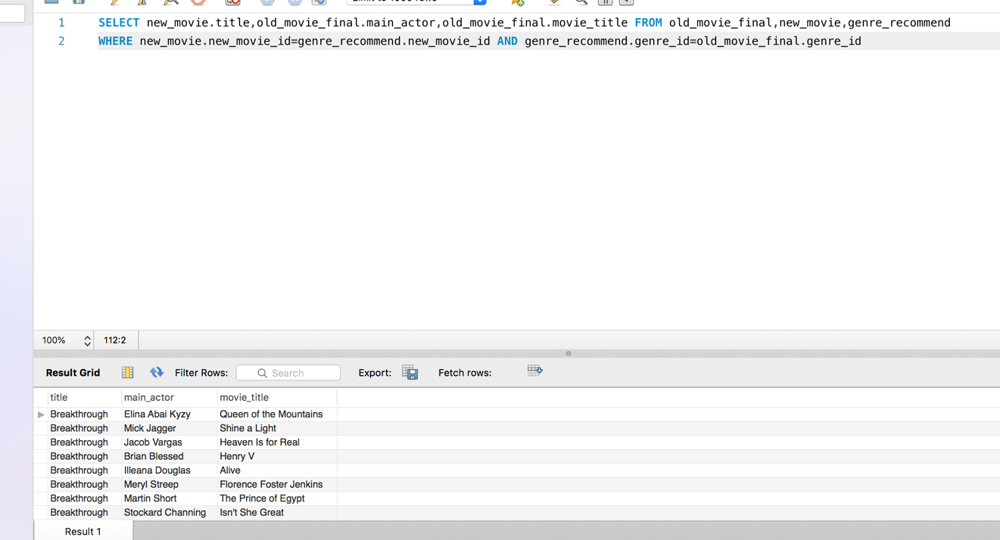 1 SELECT new_movie.title,old_movie_final.main_actor,old_movie_final.movie_title FROM old_movie_final,new_movie,genre_recommend
2 WHERE new_movie.new_movie_id=genre_recommend.new_movie_id AND genre_recommend.genre_id=old_movie_final.genre_id
100% 112:2
Result Grid Filter Rows: Search Export: Fetch rows:
title main_actor movie_title
Breakthrough Elina Abai Kyzy Queen of the Mountains
Breakthrough Mick Jagger Shine a Light
Breakthrough Jacob Vargas Heaven Is for Real
Breakthrough Brian Blessed Henry V
Breakthrough Illeana Douglas Alive
Breakthrough Meryl Streep Florence Foster Jenkins
Breakthrough Martin Short The Prince of Egypt
Breakthrough Stockard Channing Isn't She Great
Result 1